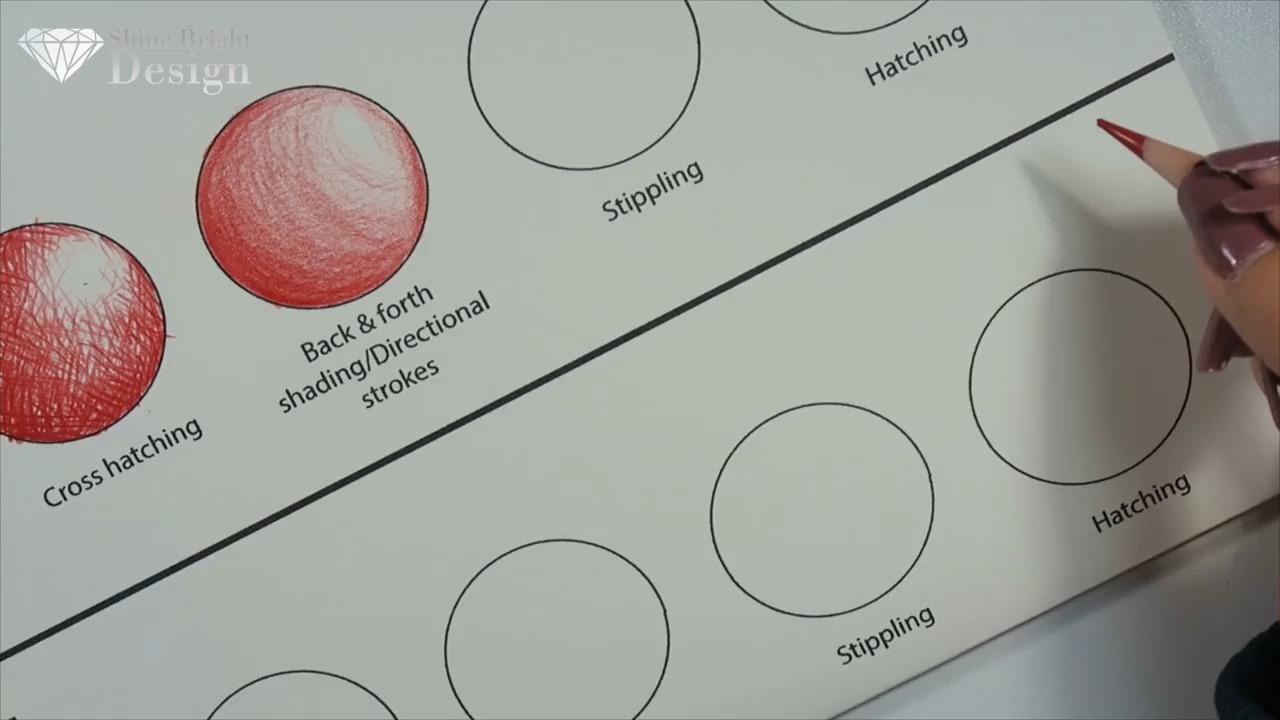 Shine Bright
Design
Hatching
Stippling
Back & forth
shading/Directional
strokes
Cross hatching
Hatching
Stippling